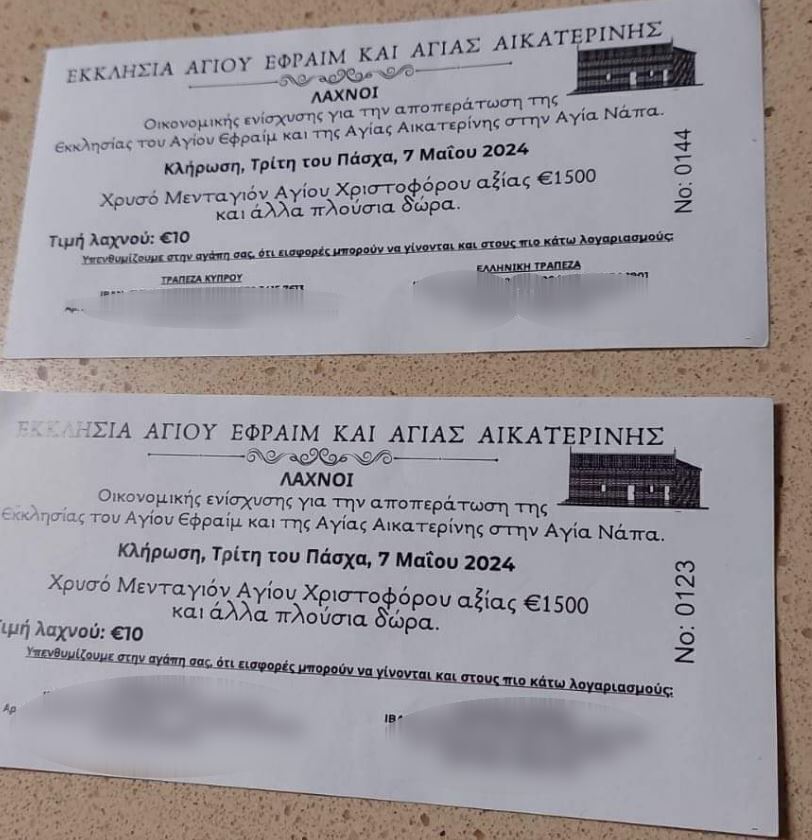 ΕΚΚΛΗΣΙΑ ΑΓΙΟΥ ΕΦΡΑΙΜ ΚΑΙ ΑΓΙΑΣ ΑΙΚΑΤΕΡΙΝΗΣ
ΛΑΧΝΟΙ
Οικονομικής ενίσχυσης για την αποπεράτωση της
Εκκλησίας του Αγίου Εφραίμ και της Αγίας Αικατερίνης στην Αγία Νάπα.
Κλήρωση, Τρίτη του Πάσχα, 7 Μαΐου 2024
Χρυσό Μενταγιόν Αγίου Χριστοφόρου αξίας €1500
και άλλα πλούσια δώρα.
No: 0144
Τιμή λαχνού: €10
Υπενθυμίζουμε στην αγάπη σας, ότι εισφορές μπορούν να γίνονται και στους πιο κάτω λογαριασμούς:
ΤΡΑΠΕΖΑ ΚΥΠΡΟΥ
ΕΛΛΗΝΙΚΗ ΤΡΑΠΕΖΑ
ΕΚΚΛΗΣΙΑ ΑΓΙΟΥ ΕΦΡΑΙΜ ΚΑΙ ΑΓΙΑΣ ΑΙΚΑΤΕΡΙΝΗΣ
ΛΑΧΝΟΙ
Οικονομικής ενίσχυσης για την αποπεράτωση της
Εκκλησίας του Αγίου Εφραίμ και της Αγίας Αικατερίνης στην Αγία Νάπα.
Κλήρωση, Τρίτη του Πάσχα, 7 Μαΐου 2024
Χρυσό Μενταγιόν Αγίου Χριστοφόρου αξίας €1500
και άλλα πλούσια δώρα.
No: 0123
Τιμή λαχνού: €10
Υπενθυμίζουμε στην αγάπη σας, ότι εισφορές μπορούν να γίνονται και στους πιο κάτω λογαριασμούς: